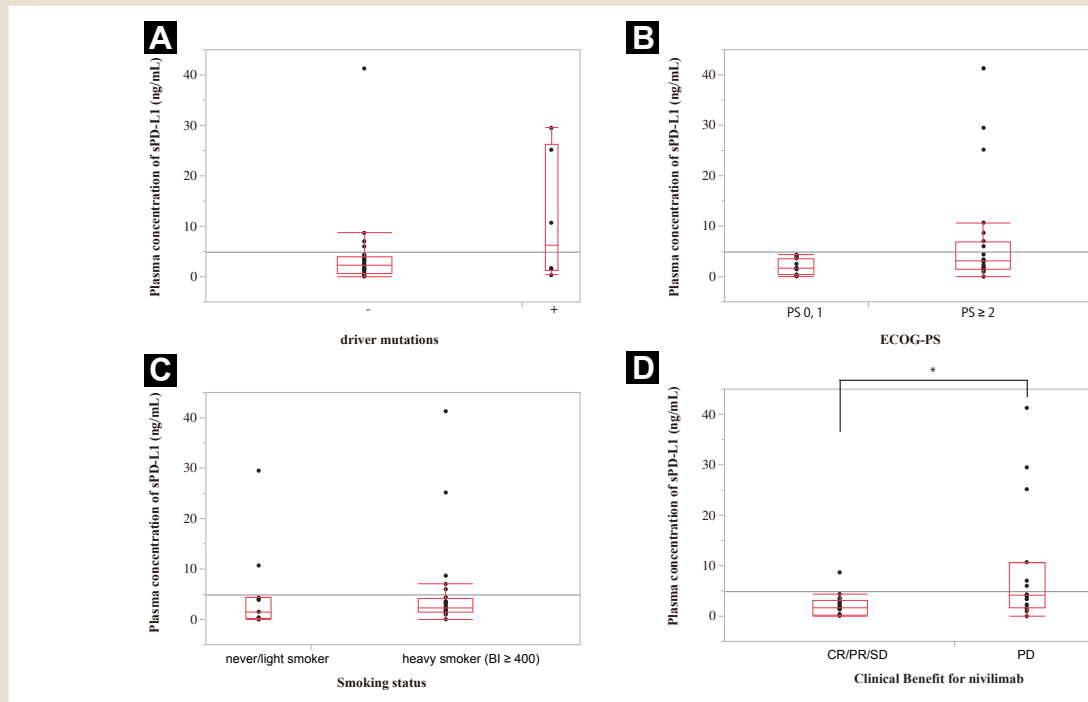 A
Plasma concentration of sPD-L1 (ng/mL)
40
30
20
10
0
-
+
driver mutations
B
Plasma concentration of sPD-L1 (ng/mL)
40
30
20
10
0
PS 0, 1
PS ≥ 2
ECOG-PS
C
Plasma concentration of sPD-L1 (ng/mL)
40
30
20
10
0
never/light smoker
heavy smoker (BI ≥ 400)
Smoking status
D
Plasma concentration of sPD-L1 (ng/mL)
*
40
30
20
10
0
CR/PR/SD
PD
Clinical Benefit for nivilimab